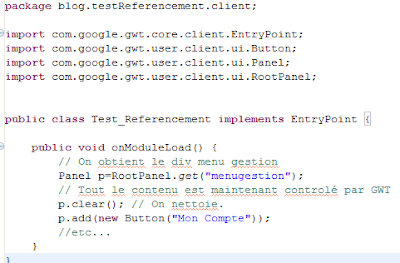 package blog.testReferencement.client;
import com.google.gwt.core.client.EntryPoint;
import com.google.gwt.user.client.ui.Button;
import com.google.gwt.user.client.ui.Panel;
import com.google.gwt.user.client.ui.RootPanel;
public class Test_Referencement implements EntryPoint {
public void onModuleLoad() {
// On obtient le div menu gestion
Panel p=RootPanel.get("menugestion");
// Tout le contenu est maintenant controlé par GWT
p.clear(); // On nettoie.
p.add(new Button("Mon Compte"));
//etc...
}
}